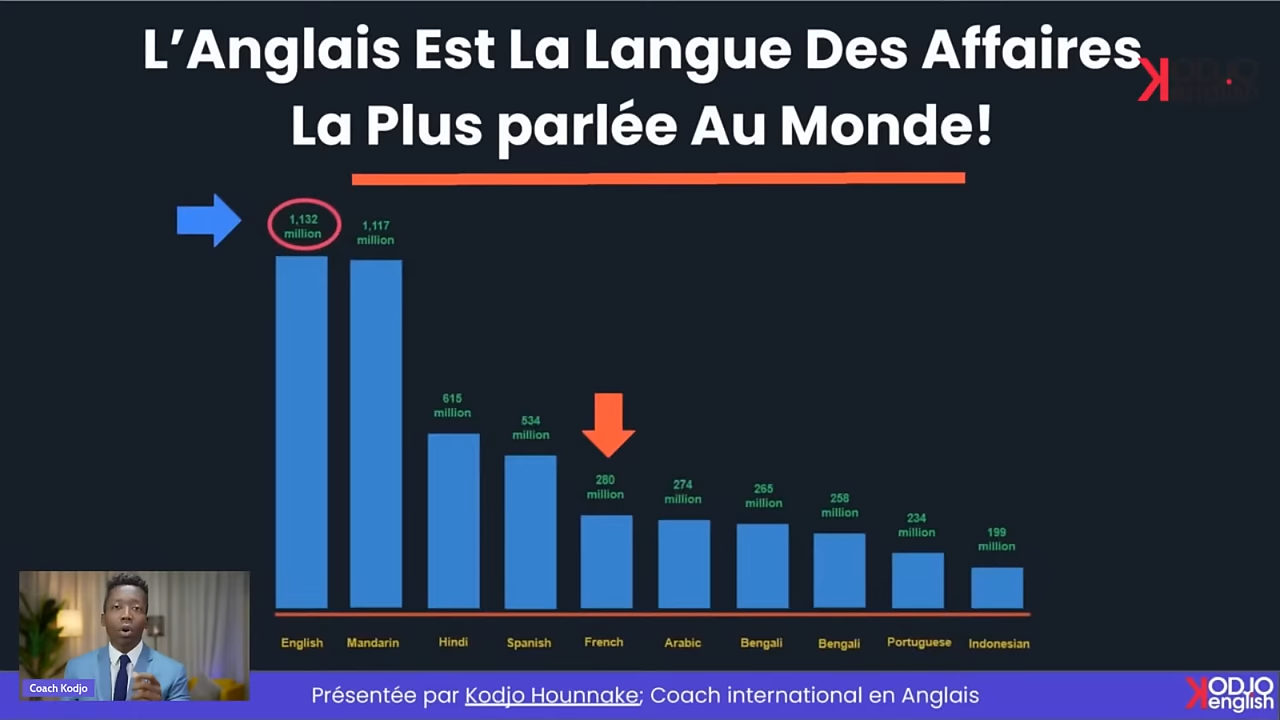 L’Anglais Est La Langue Des Affaires
La Plus parlée Au Monde!
KODJO
english
1,132
million
1,117
million
615
million
534
million
280
million
274
million
265
million
258
million
234
million
199
million
English Mandarin Hindi Spanish French Arabic Bengali Bengali Portuguese Indonesian
Coach Kodjo
Présentée par Kodjo Hounnake; Coach international en Anglais
KODJO
english